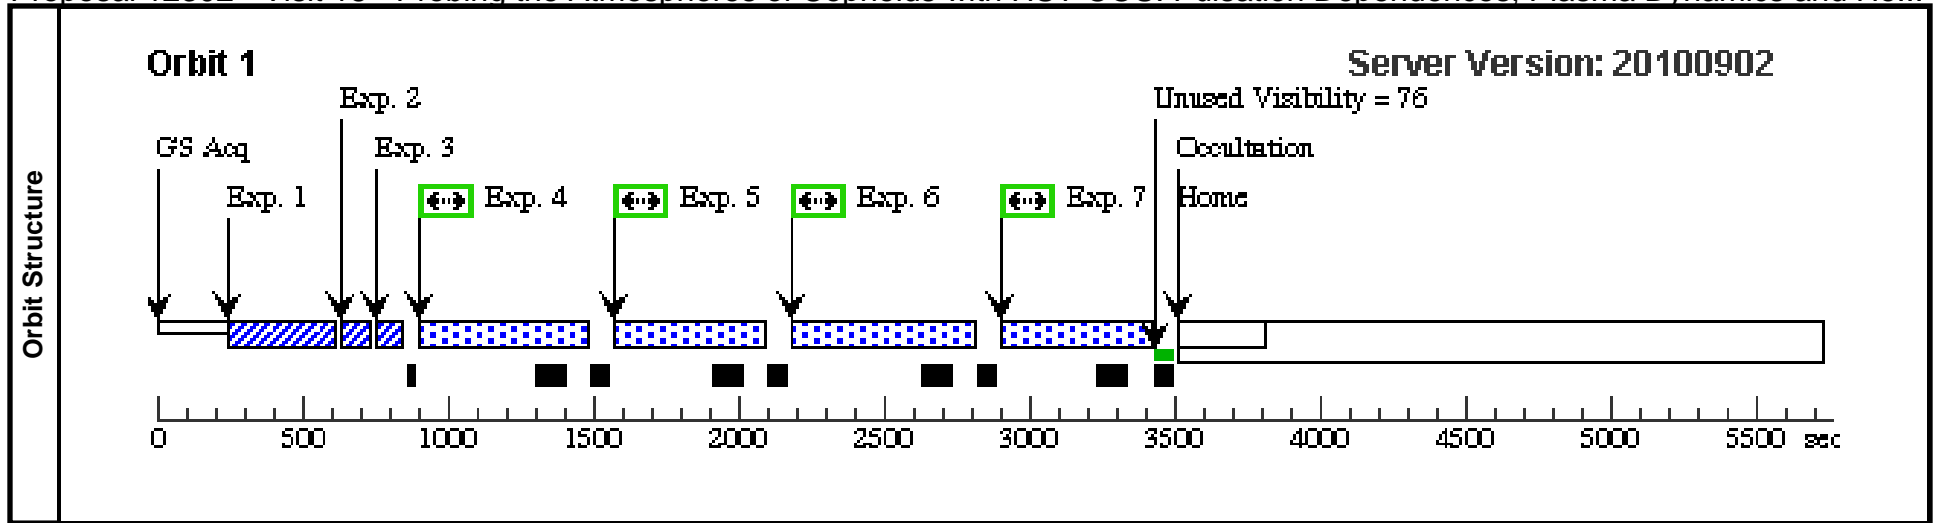 Orbit 1
Server Version: 20100902
Exp. 2
Unused Visibility = 76
GS Acq
Exp. 3
Occultation
Exp. 1
Exp. 4
Exp. 5
Exp. 6
Exp. 7
Home
Orbit Structure
0 500 1000 1500 2000 2500 3000 3500 4000 4500 5000 5500 sec